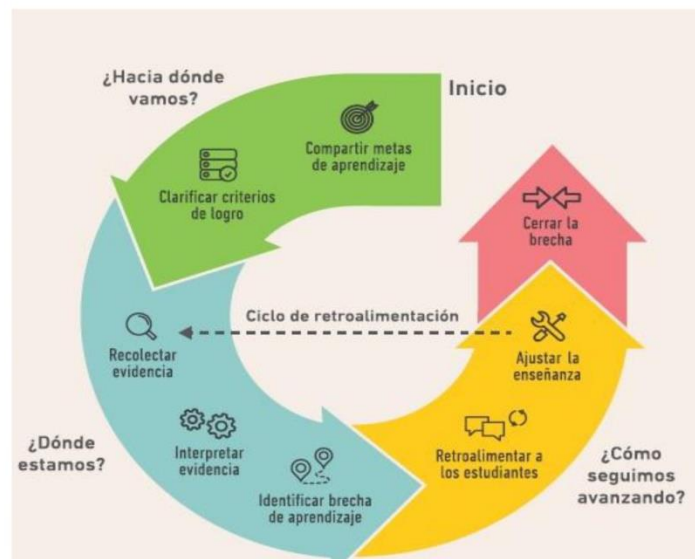 ¿Hacia dónde
vamos?
Inicio
Compartir metas
de aprendizaje
Clarificar criterios
de logro
Cerrar la
brecha
Ciclo de retroalimentación
Recolectar
evidencia
Ajustar la
enseñanza
¿Dónde
estamos?
Interpretar
evidencia
Identificar brecha
de aprendizaje
Retroalimentar a
los estudiantes
¿Cómo
seguimos
avanzando?